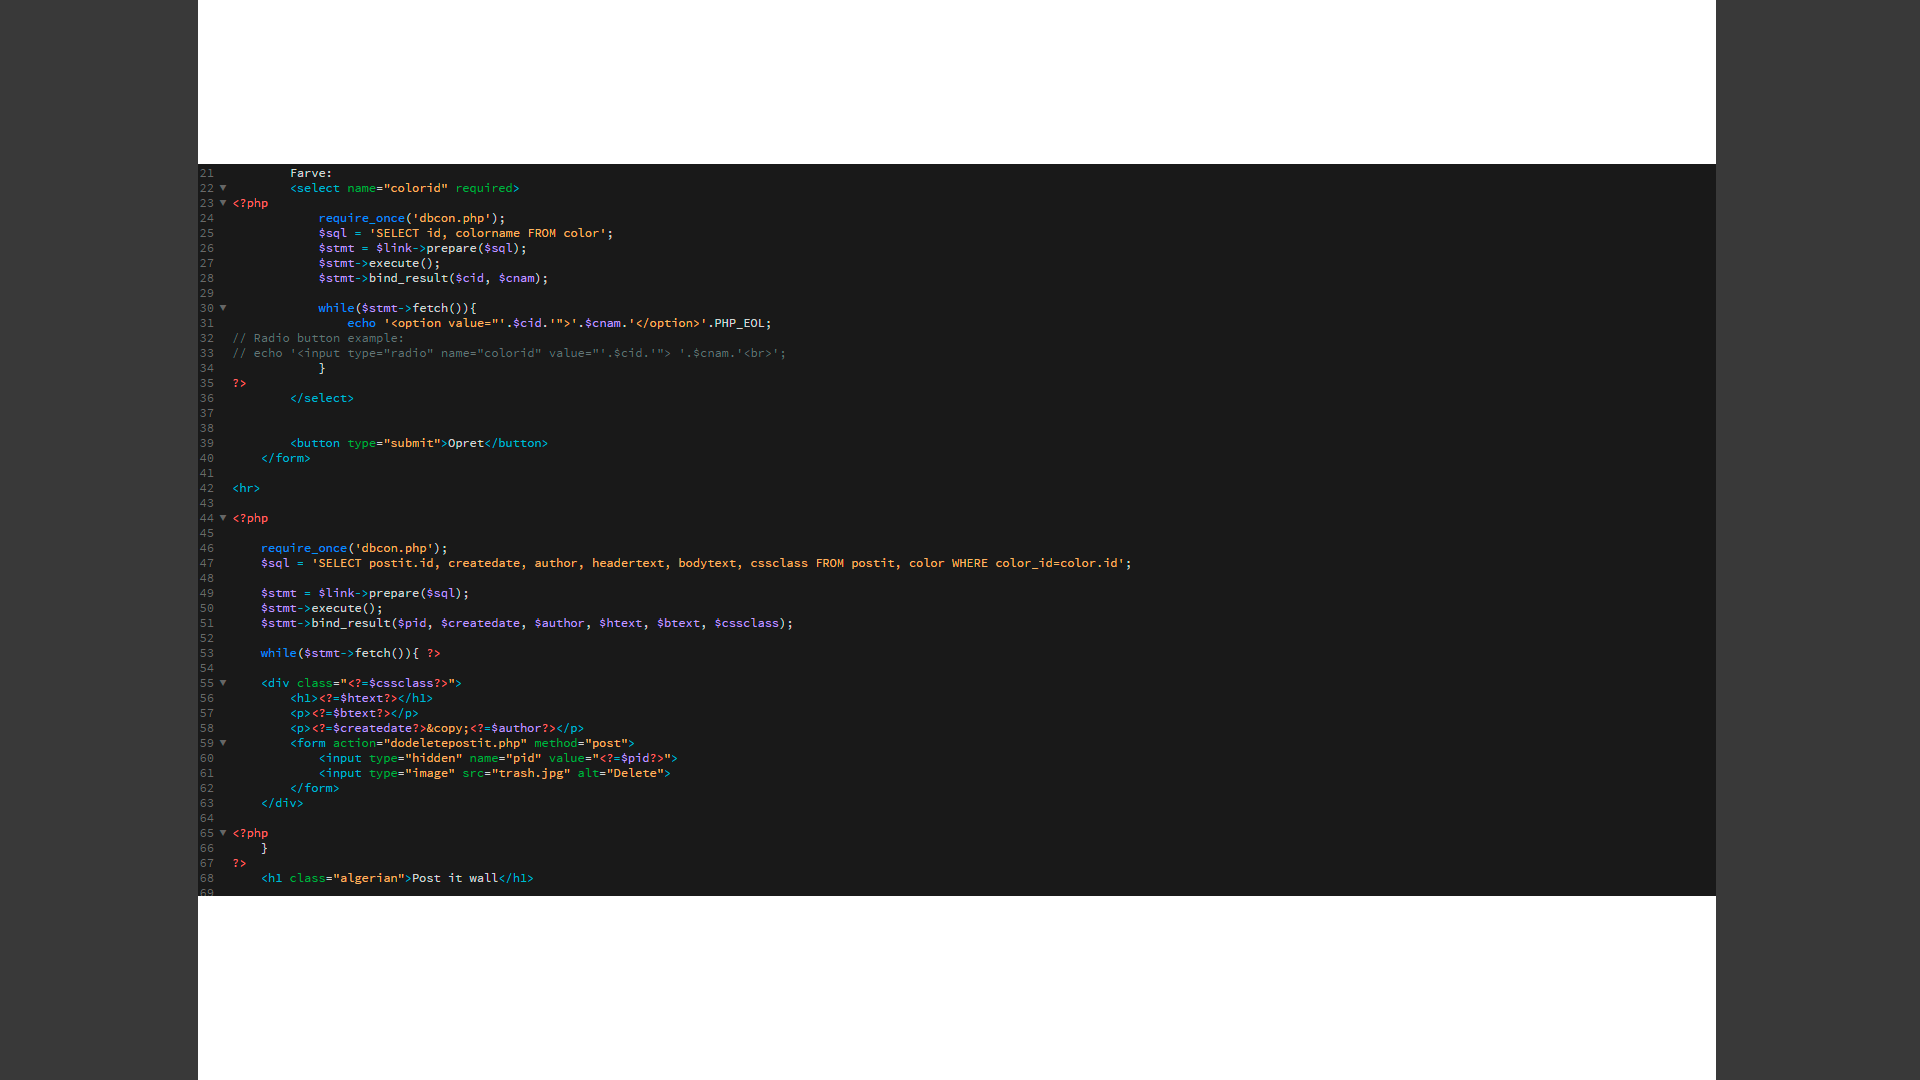 21 Farve:
22 <select name="colorid" required>
23 <?php
24 require_once('dbcon.php');
25 $sql = 'SELECT id, colorname FROM color';
26 $stmt = $link->prepare($sql);
27 $stmt->execute();
28 $stmt->bind_result($cid, $cnam);
29
30 while($stmt->fetch()){
31 echo '<option value="'.$cid.'">'.$cnam.'</option>'.PHP_EOL;
32 // Radio button example:
33 // echo '<input type="radio" name="colorid" value="'.$cid.'"> '.$cnam.'<br>';
34 }
35 ?>
36 </select>
37
38
39 <button type="submit">Opret</button>
40 </form>
41
42 <hr>
43
44 <?php
45
46 require_once('dbcon.php');
47 $sql = 'SELECT postit.id, createdate, author, headertext, bodytext, cssclass FROM postit, color WHERE color_id=color.id';
48
49 $stmt = $link->prepare($sql);
50 $stmt->execute();
51 $stmt->bind_result($pid, $createdate, $author, $htext, $btext, $cssclass);
52
53 while($stmt->fetch()){ ?>
54
55 <div class="<?=$cssclass?>">
56 <h1><?=$htext?></h1>
57 <p><?=$btext?></p>
58 <p><?=$createdate?>&copy;<?=$author?></p>
59 <form action="dodeletepostit.php" method="post">
60 <input type="hidden" name="pid" value="<?=$pid?>">
61 <input type="image" src="trash.jpg" alt="Delete">
62 </form>
63 </div>
64
65 <?php
66 }
67 ?>
68 <h1 class="algerian">Post it wall</h1>
69